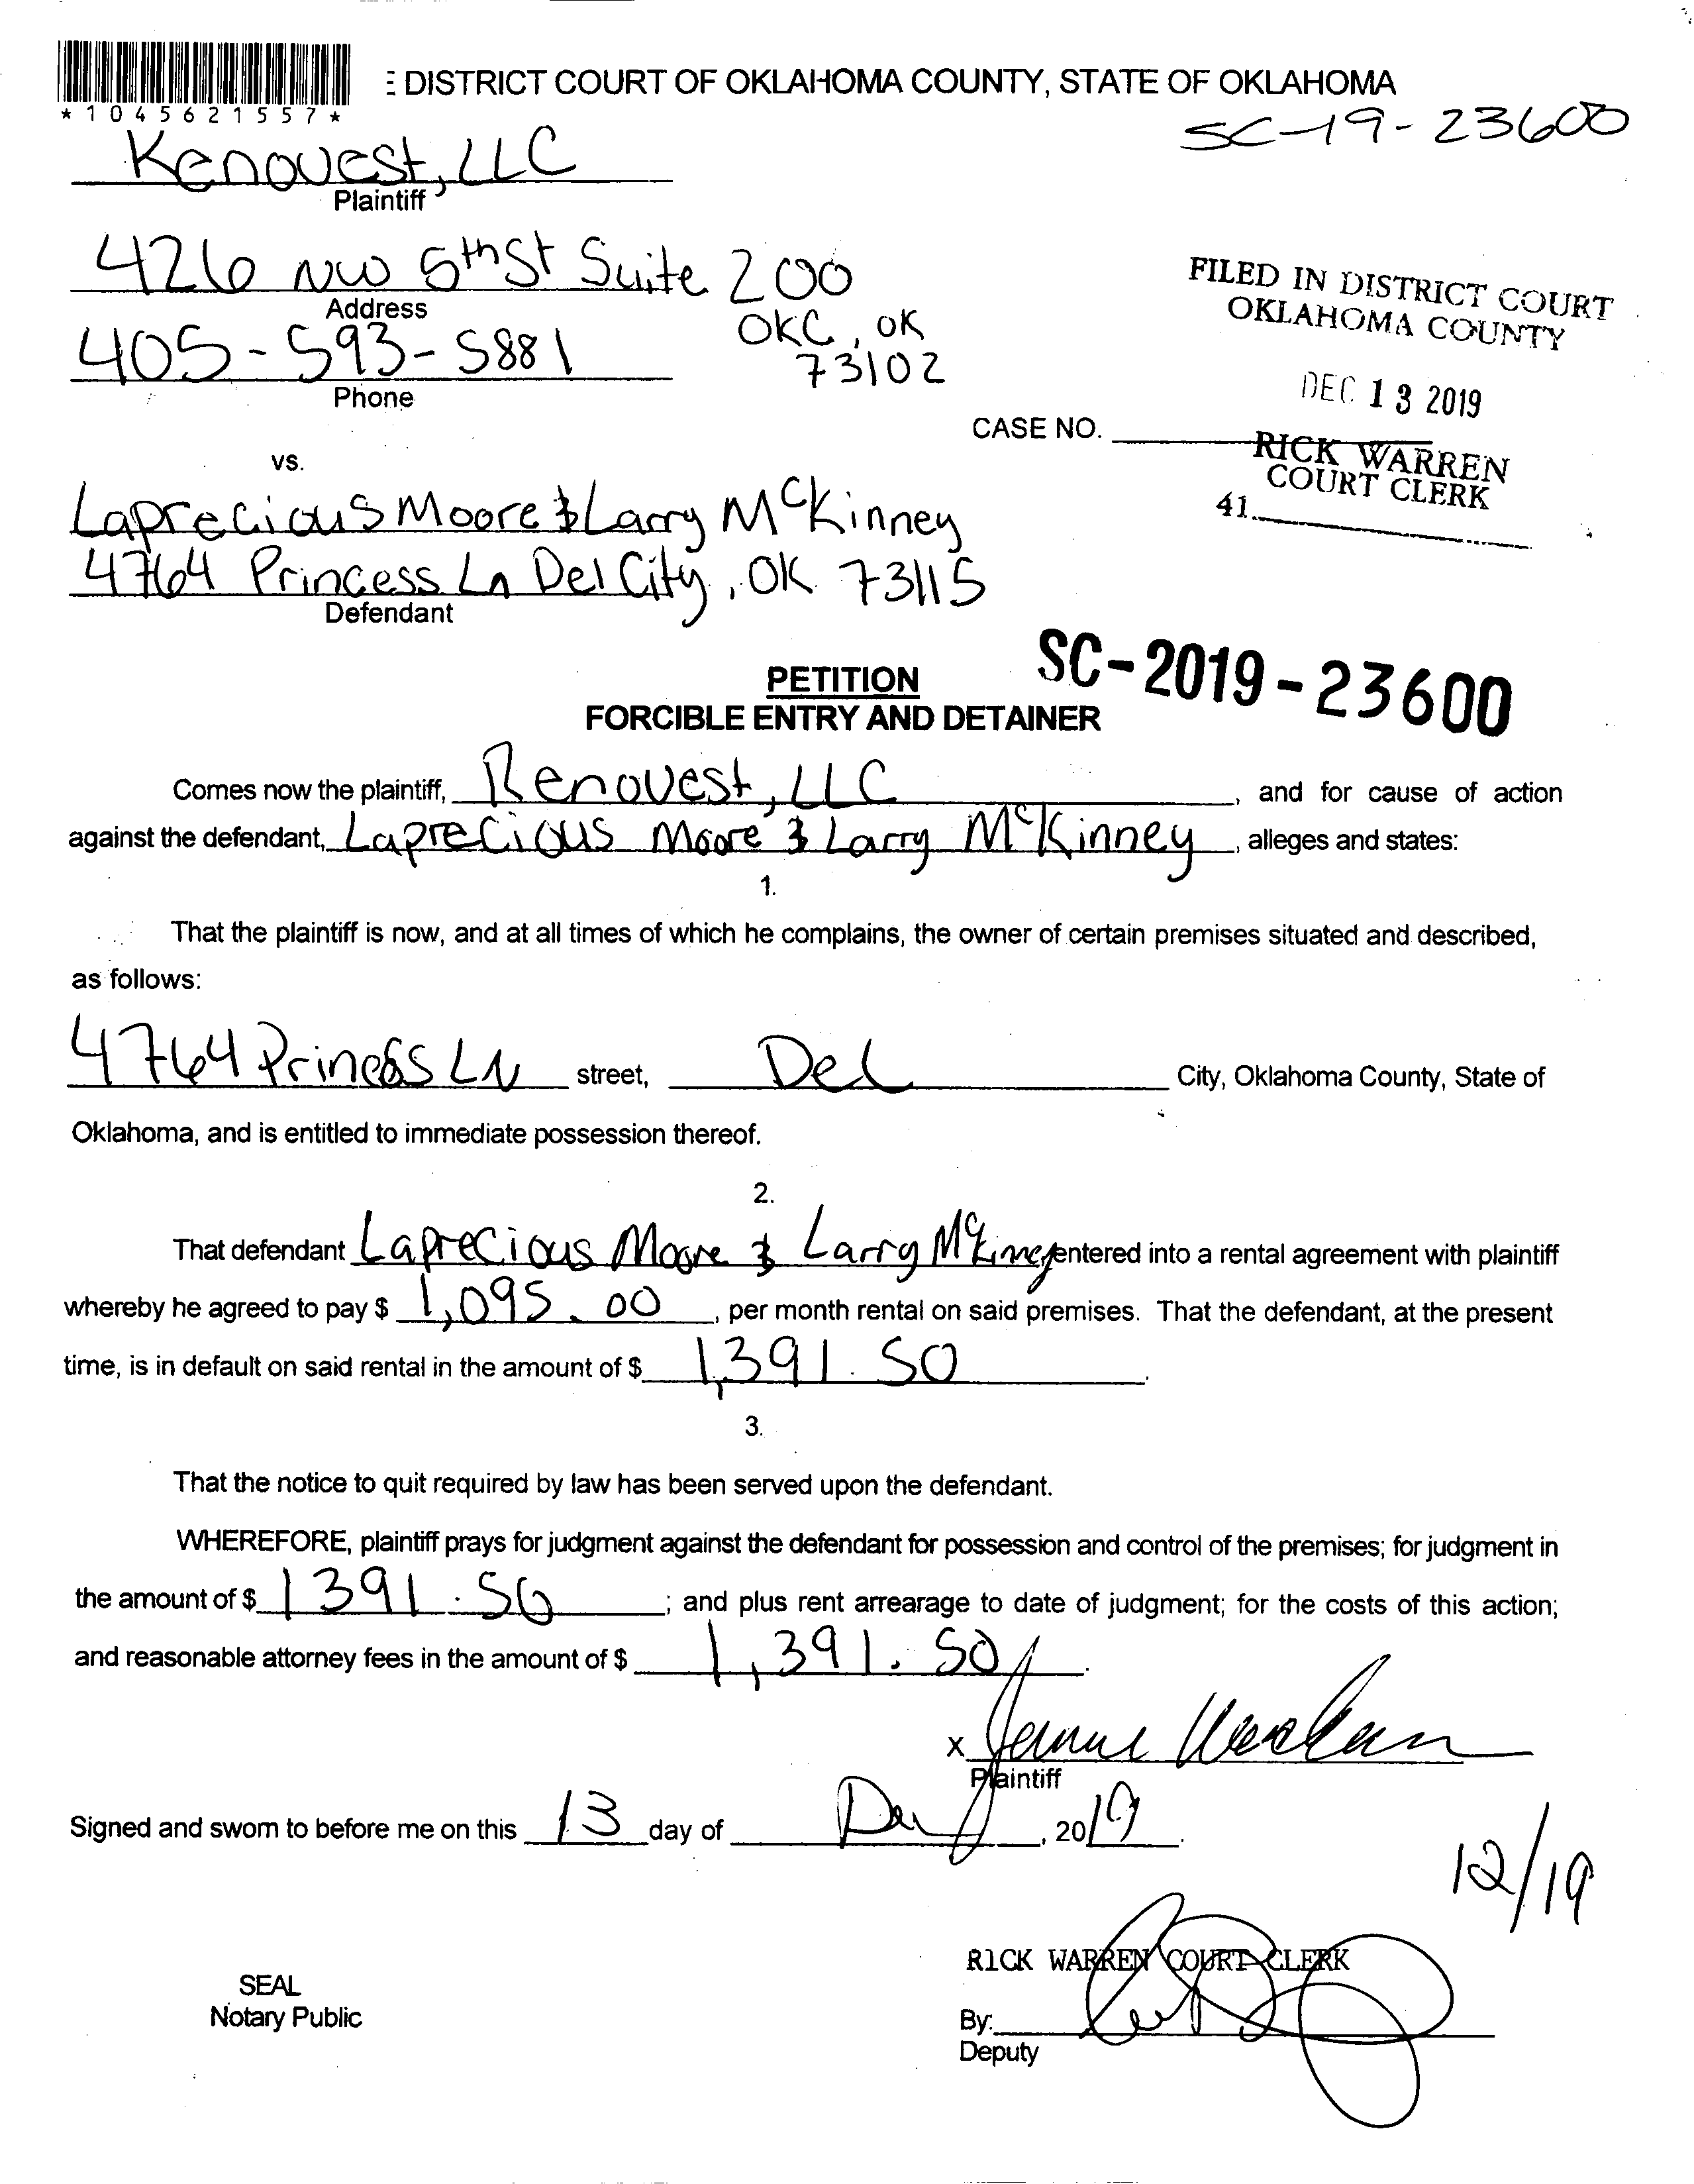 E DISTRICT COURT OF OKLAHOMA COUNTY, STATE OF OKLAHOMA
*1045621557*
SC-19-23600
Renovest, LLC
Plaintiff
426 NW 5th St Suite 200
Address
OKC, OK
73102
405-593-5881
Phone
FILED IN DISTRICT COURT
OKLAHOMA COUNTY
DEC 13 2019
RICK WARREN
COURT CLERK
41
CASE NO.
vs.
Laprecious Moore & Larry McKinney
4764 Princess Ln Del City, OK 73115
Defendant
SC-2019-23600
PETITION
FORCIBLE ENTRY AND DETAINER
Comes now the plaintiff, Renovest, LLC, and for cause of action
against the defendant, Laprecious Moore & Larry McKinney, alleges and states:
1.
That the plaintiff is now, and at all times of which he complains, the owner of certain premises situated and described,
as follows:
4764 Princess LN street, Del City, Oklahoma County, State of
Oklahoma, and is entitled to immediate possession thereof.
2.
That defendant Laprecious Moore & Larry McKinney entered into a rental agreement with plaintiff
whereby he agreed to pay $ 1,095.00, per month rental on said premises. That the defendant, at the present
time, is in default on said rental in the amount of $ 1,391.50.
3.
That the notice to quit required by law has been served upon the defendant.
WHEREFORE, plaintiff prays for judgment against the defendant for possession and control of the premises; for judgment in
the amount of $ 1391.50; and plus rent arrearage to date of judgment; for the costs of this action;
and reasonable attorney fees in the amount of $ 1,391.50.
X
Plaintiff
Signed and sworn to before me on this 13 day of Dec, 2019.
12/19
RICK WARREN COURT CLERK
SEAL
Notary Public
By:
Deputy